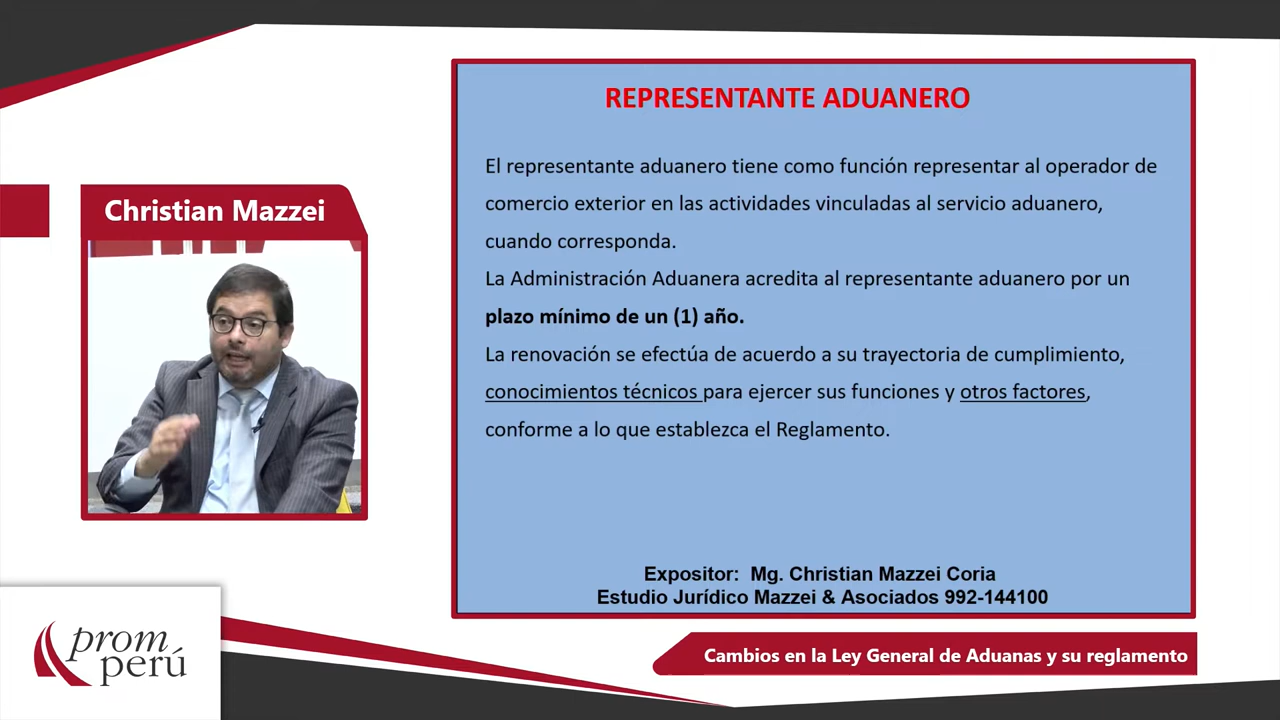 REPRESENTANTE ADUANERO
El representante aduanero tiene como función representar al operador de
comercio exterior en las actividades vinculadas al servicio aduanero,
cuando corresponda.
La Administración Aduanera acredita al representante aduanero por un
plazo mínimo de un (1) año.
La renovación se efectúa de acuerdo a su trayectoria de cumplimiento,
conocimientos técnicos para ejercer sus funciones y otros factores,
conforme a lo que establezca el Reglamento.
Expositor: Mg. Christian Mazzei Coria
Estudio Jurídico Mazzei & Asociados 992-144100
Christian Mazzei
prom
perú
Cambios en la Ley General de Aduanas y su reglamento